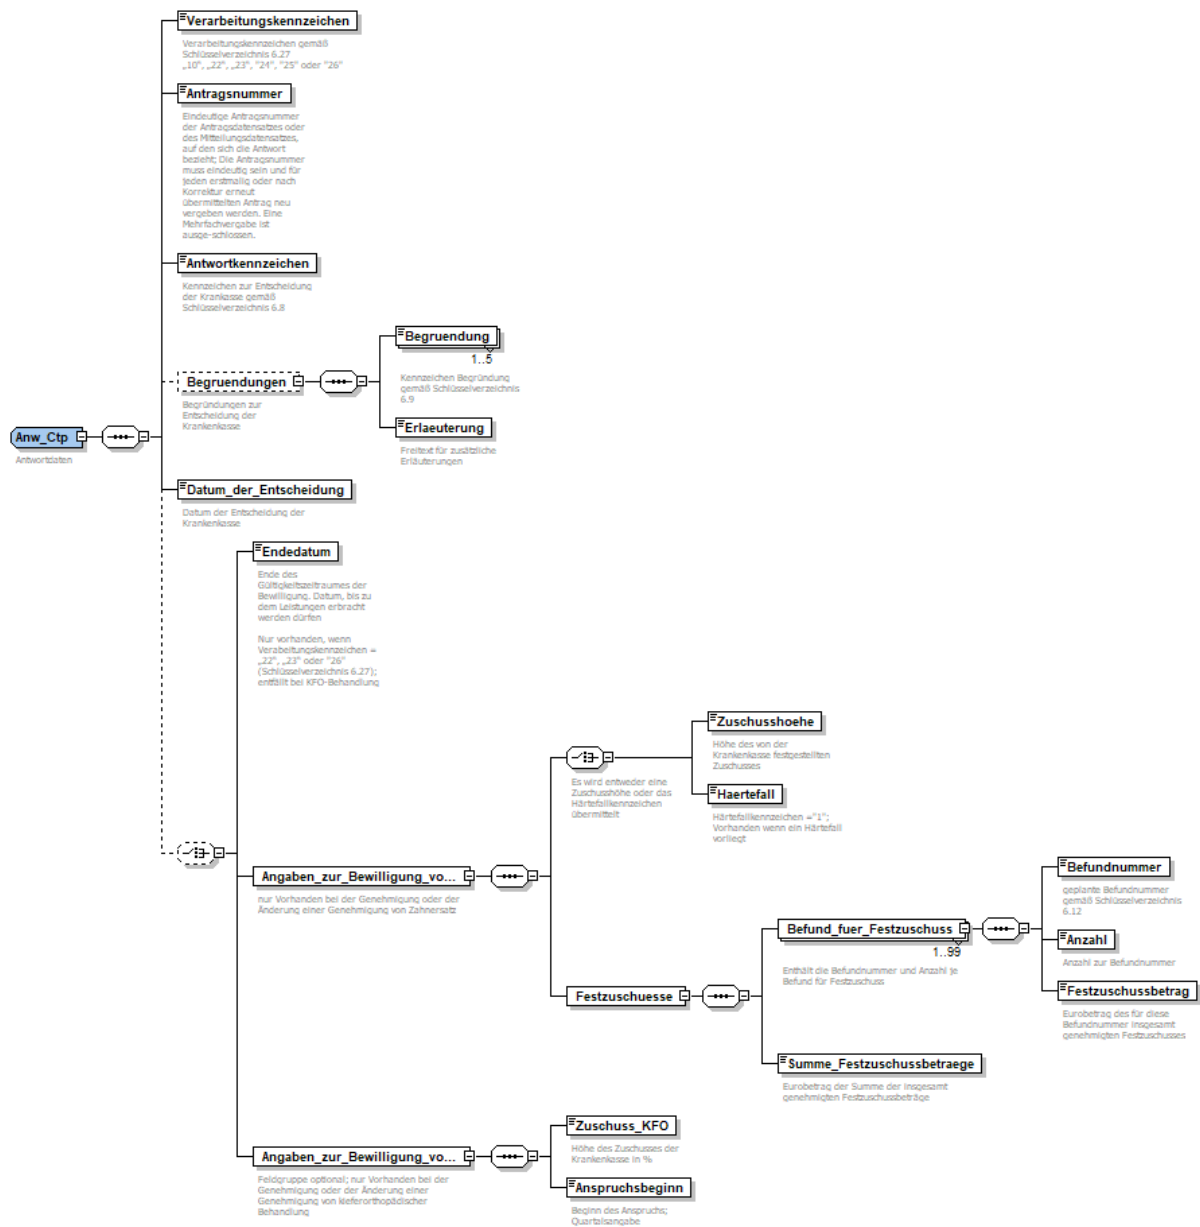 Verarbeitungskennzeichen
Verarbeitungskennzeichen gemäß
Schlüsselverzeichnis 6.27
„10“, „22“, „23“, "24", "25" oder "26"
Antragsnummer
Eindeutige Antragsnummer
der Antragsdatensatzes oder
des Mitteilungsdatensatzes,
auf den sich die Antwort
bezieht; Die Antragsnummer
muss eindeutig sein und für
jeden erstmalig oder nach
Korrektur erneut
übermittelten Antrag neu
vergeben werden. Eine
Mehrfachvergabe ist
ausge-schlossen.
Antwortkennzeichen
Kennzeichen zur Entscheidung
der Krankasse gemäß
Schlüsselverzeichnis 6.8
Begruendung
1..5
Kennzeichen Begründung
gemäß Schlüsselverzeichnis
6.9
Begruendungen
Begründungen zur
Entscheidung der
Krankenkasse
Erlaeuterung
Freitext für zusätzliche
Erläuterungen
Anw_Ctp
Antwortdaten
Datum_der_Entscheidung
Datum der Entscheidung der
Krankenkasse
Endedatum
Ende des
Gültigkeitszeitraumes der
Bewilligung. Datum, bis zu
dem Leistungen erbracht
werden dürfen
Nur vorhanden, wenn
Verabeitungskennzeichen =
„22“, „23“ oder "26"
(Schlüsselverzeichnis 6.27);
entfällt bei KFO-Behandlung
Zuschusshoehe
Höhe des von der
Krankenkasse festgestellten
Zuschusses
Es wird entweder eine
Zuschusshöhe oder das
Härtefallkennzeichen
übermittelt
Haertefall
Härtefallkennzeichen ="1";
Vorhanden wenn ein Härtefall
vorliegt
Angaben_zur_Bewilligung_vo...
nur Vorhanden bei der Genehmigung oder der
Änderung einer Genehmigung von Zahnersatz
Befundnummer
geplante Befundnummer
gemäß Schlüsselverzeichnis
6.12
Befund_fuer_Festzuschuss
1..99
Enthält die Befundnummer und Anzahl je
Befund für Festzuschuss
Anzahl
Anzahl zur Befundnummer
Festzuschussbetrag
Eurobetrag des für diese
Befundnummer insgesamt
genehmigten Festzuschusses
Festzuschuesse
Summe_Festzuschussbetraege
Eurobetrag der Summe der insgesamt
genehmigten Festzuschussbeträge
Zuschuss_KFO
Höhe des Zuschusses der
Krankenkasse in %
Angaben_zur_Bewilligung_vo...
Feldgruppe optional; nur Vorhanden bei der
Genehmigung oder der Änderung einer
Genehmigung von kieferorthopädischer
Behandlung
Anspruchsbeginn
Beginn des Anspruchs;
Quartalsangabe